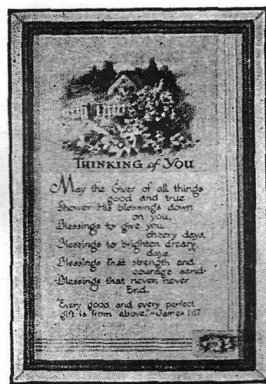 THINKING of YOU
May the Giver of all things
good and true
Shower His blessings down
on you,
Blessings to give you
cheery days,
Blessings to brighten dreary
days
Blessings that strength and
courage send-
Blessings that never, never
End.
"Every good and every perfect
gift is from above."-James 1:17